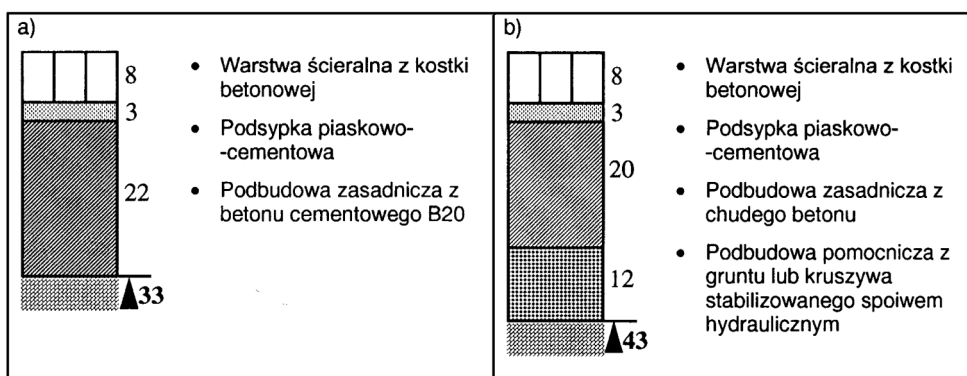 a)
8
3
22
33
• Warstwa ścieralna z kostki
betonowej
• Podsypka piaskowo-
-cementowa
• Podbudowa zasadnicza z
betonu cementowego B20
b)
8
3
20
12
43
• Warstwa ścieralna z kostki
betonowej
• Podsypka piaskowo-
-cementowa
• Podbudowa zasadnicza z
chudego betonu
• Podbudowa pomocnicza z
gruntu lub kruszywa
stabilizowanego spoiwem
hydraulicznym